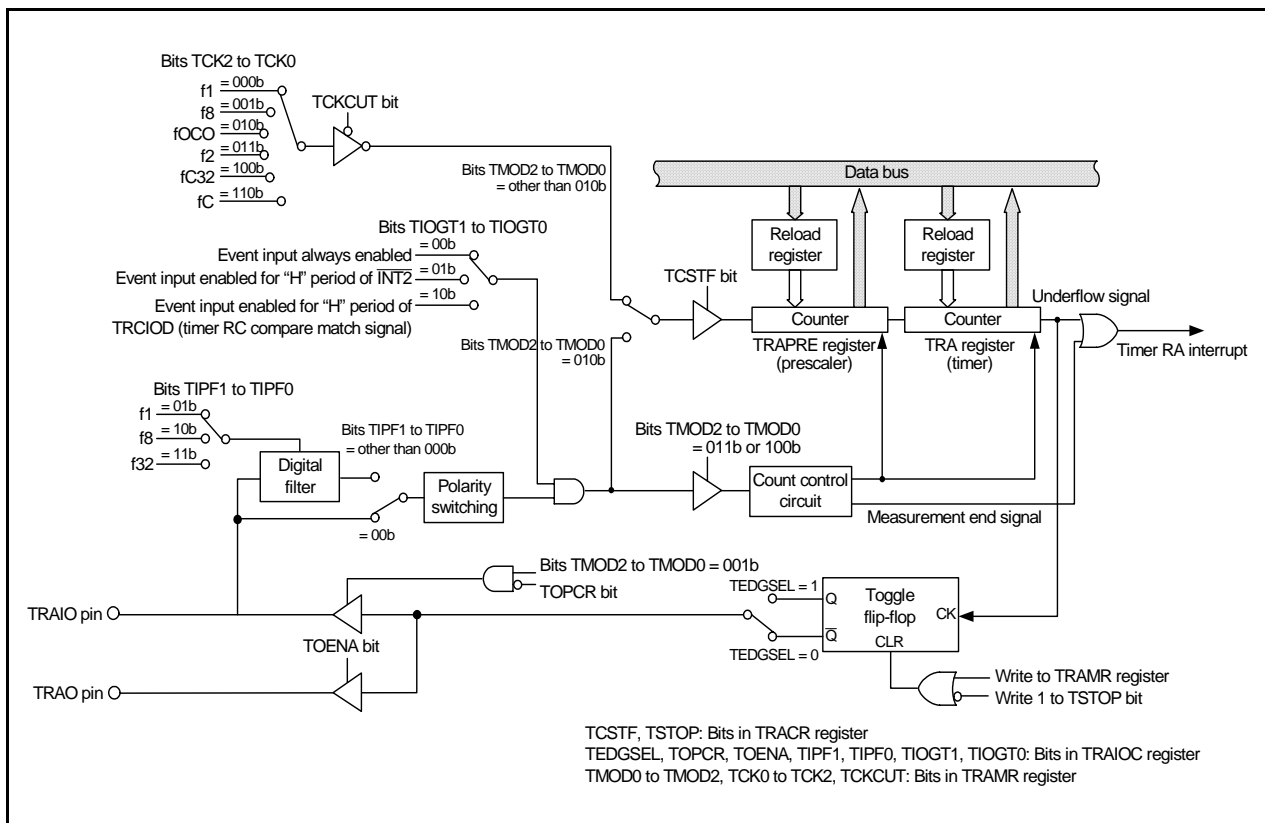 Bits TCK2 to TCK0
= 000b
f1
= 001b
f8
= 010b
fOCO
= 011b
f2
= 100b
fC32
= 110b
fC
TCKCUT bit
Bits TMOD2 to TMOD0
= other than 010b
Data bus
Reload
register
Reload
register
Bits TIOGT1 to TIOGT0
= 00b
Event input always enabled
= 01b
Event input enabled for “H” period of INT2
= 10b
Event input enabled for “H” period of
TRCIOD (timer RC compare match signal)
TCSTF bit
Counter
Counter
TRAPRE register
(prescaler)
TRA register
(timer)
Underflow signal
Timer RA interrupt
Bits TMOD2 to TMOD0
= 010b
Bits TIPF1 to TIPF0
= 01b
f1
= 10b
f8
= 11b
f32
Digital
filter
Bits TIPF1 to TIPF0
= other than 000b
= 00b
Polarity
switching
Bits TMOD2 to TMOD0
= 011b or 100b
Count control
circuit
Measurement end signal
Bits TMOD2 to TMOD0 = 001b
TOPCR bit
TRAIO pin
TOENA bit
TRAO pin
TEDGSEL = 1
TEDGSEL = 0
Q
Q
Toggle
flip-flop
CK
CLR
Write to TRAMR register
Write 1 to TSTOP bit
TCSTF, TSTOP: Bits in TRACR register
TEDGSEL, TOPCR, TOENA, TIPF1, TIPF0, TIOGT1, TIOGT0: Bits in TRAIOC register
TMOD0 to TMOD2, TCK0 to TCK2, TCKCUT: Bits in TRAMR register